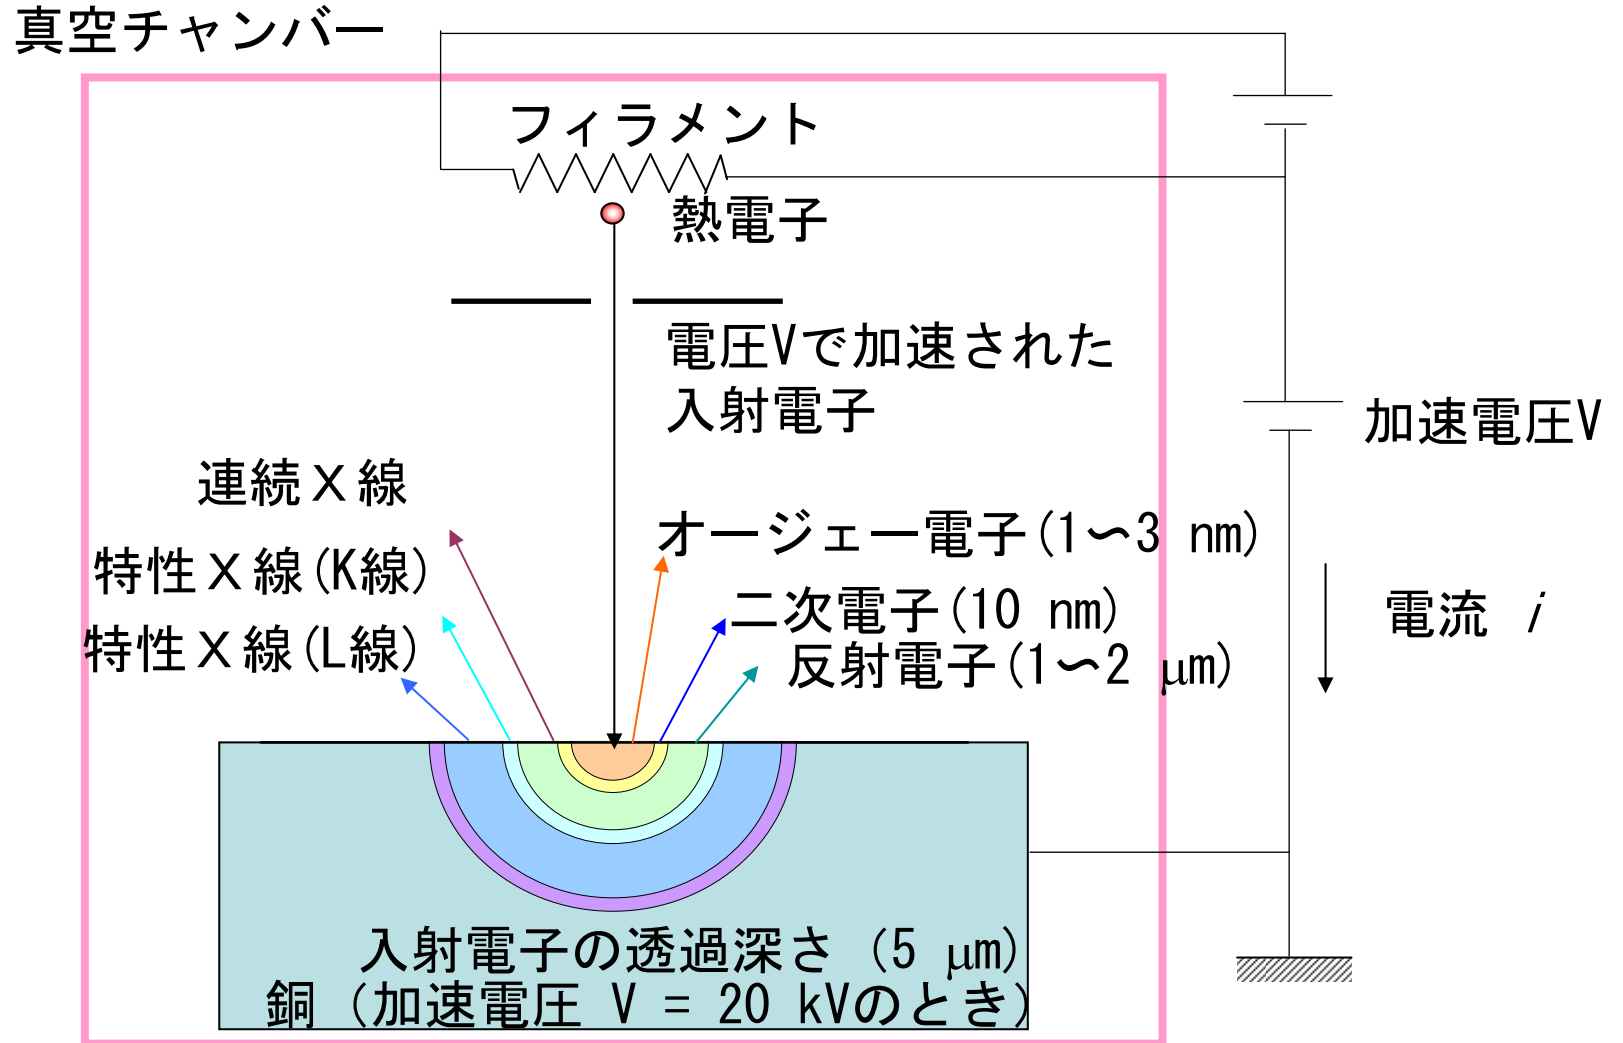 真空チャンバー
フィラメント
熱電子
電圧Vで加速された
入射電子
加速電圧V
連続X線
特性X線(K線)
特性X線(L線)
オージェー電子(1〜3 nm)
二次電子(10 nm)
反射電子(1〜2 μm)
電流 i
入射電子の透過深さ (5 μm)
銅 (加速電圧 V = 20 kVのとき)